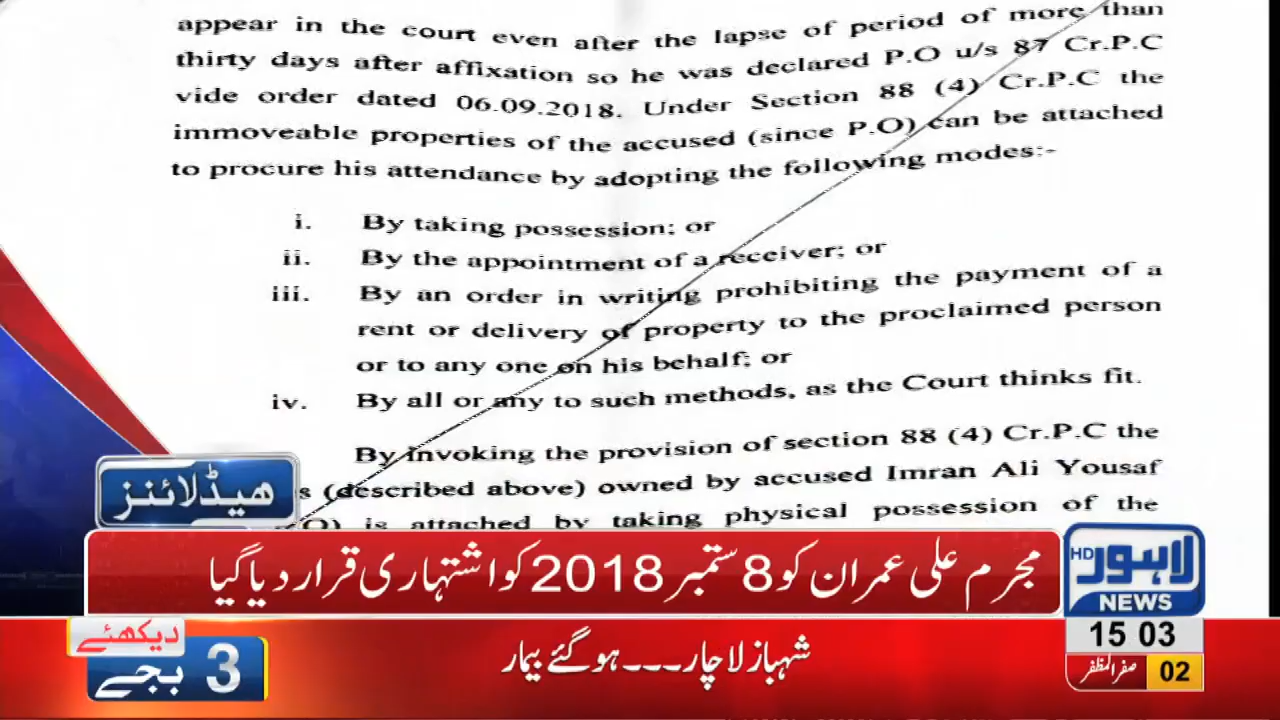 appear in the court even after the lapse of period of more than
thirty days after affixation so he was declared P.O u/s 87 Cr.P.C
vide order dated 06.09.2018. Under Section 88 (4) Cr.P.C the
immoveable properties of the accused (since P.O) can be attached
to procure his attendance by adopting the following modes:-
i. By taking possession; or
ii. By the appointment of a receiver; or
iii. By an order in writing prohibiting the payment of a
rent or delivery of property to the proclaimed person
or to any one on his behalf; or
iv. By all or any to such methods, as the Court thinks fit.
By invoking the provision of section 88 (4) Cr.P.C the
s (described above) owned by accused Imran Ali Yousaf
O) is attached by taking physical possession of the
ہیڈلائنز
مجرم علی عمران کو 8 ستمبر 2018 کو اشتہاری قرار دیا گیا
HD لاہور
NEWS
15 03
02 صفر المظفر
شہباز لاچار۔۔۔ہوگئے بیمار
دیکھئے
3 بجے